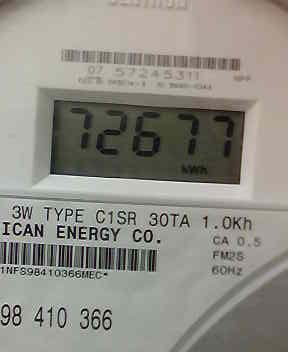 07 57245311
72677
kWh
3W TYPE C1SR 30TA 1.0Kh
ICAN ENERGY CO.
CA 0.5
FM2S
60Hz
1NFS98410366MEC*
98 410 366